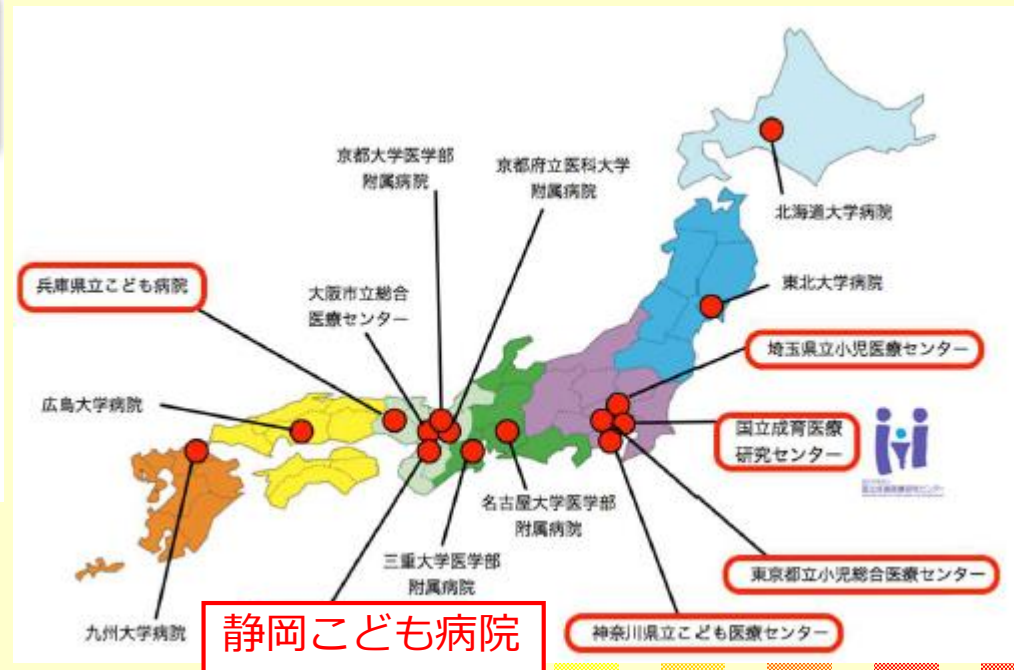 京都大学医学部
附属病院
京都府立医科大学
附属病院
北海道大学病院
兵庫県立こども病院
大阪市立総合
医療センター
東北大学病院
埼玉県立小児医療センター
広島大学病院
国立成育医療
研究センター
名古屋大学医学部
附属病院
三重大学医学部
附属病院
東京都立小児総合医療センター
九州大学病院
静岡こども病院
神奈川県立こども医療センター